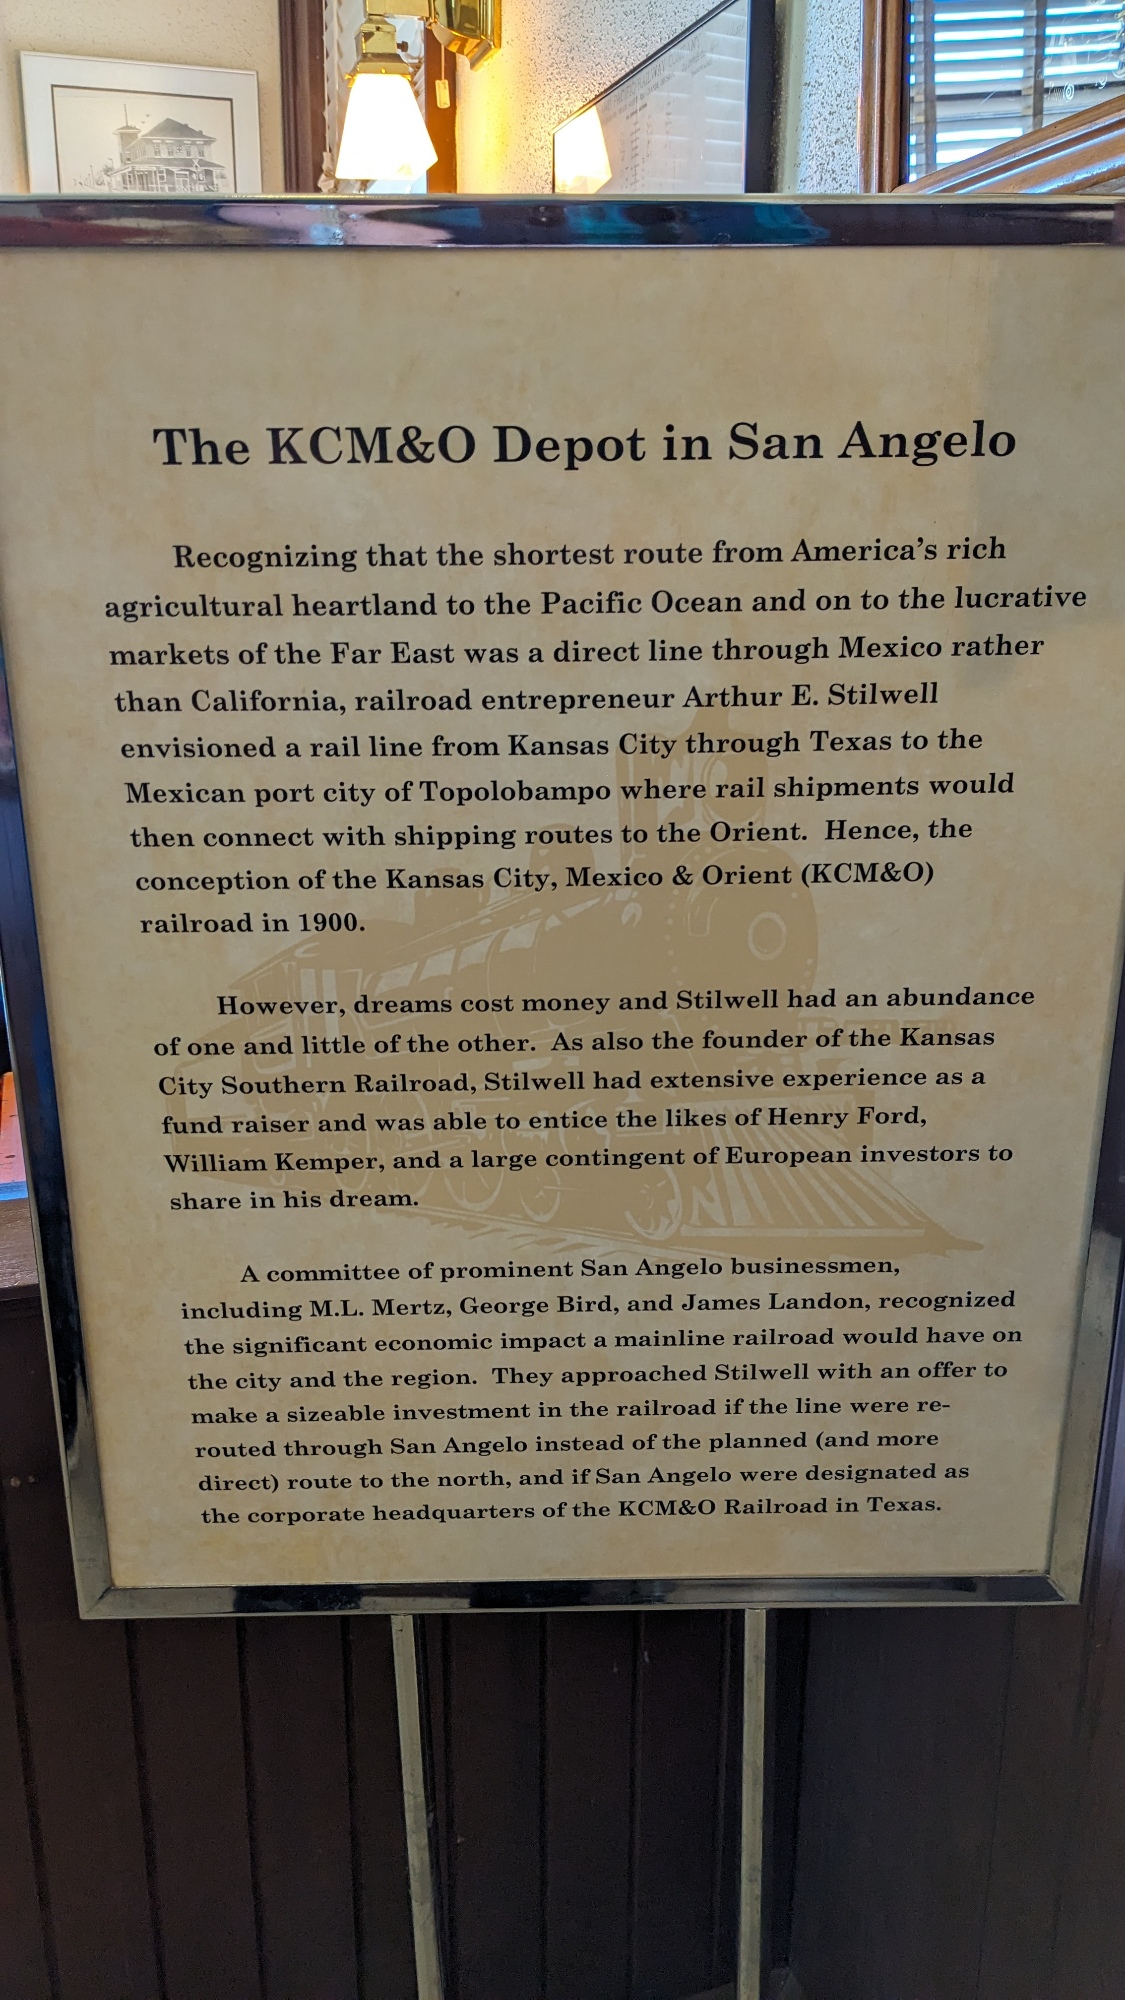 The KCM&O Depot in San Angelo
Recognizing that the shortest route from America's rich
agricultural heartland to the Pacific Ocean and on to the lucrative
markets of the Far East was a direct line through Mexico rather
than California, railroad entrepreneur Arthur E. Stilwell
envisioned a rail line from Kansas City through Texas to the
Mexican port city of Topolobampo where rail shipments would
then connect with shipping routes to the Orient.  Hence, the
conception of the Kansas City, Mexico & Orient (KCM&O)
railroad in 1900.
However, dreams cost money and Stilwell had an abundance
of one and little of the other.  As also the founder of the Kansas
City Southern Railroad, Stilwell had extensive experience as a
fund raiser and was able to entice the likes of Henry Ford,
William Kemper, and a large contingent of European investors to
share in his dream.
A committee of prominent San Angelo businessmen,
including M.L. Mertz, George Bird, and James Landon, recognized
the significant economic impact a mainline railroad would have on
the city and the region.  They approached Stilwell with an offer to
make a sizeable investment in the railroad if the line were re-
routed through San Angelo instead of the planned (and more
direct) route to the north, and if San Angelo were designated as
the corporate headquarters of the KCM&O Railroad in Texas.